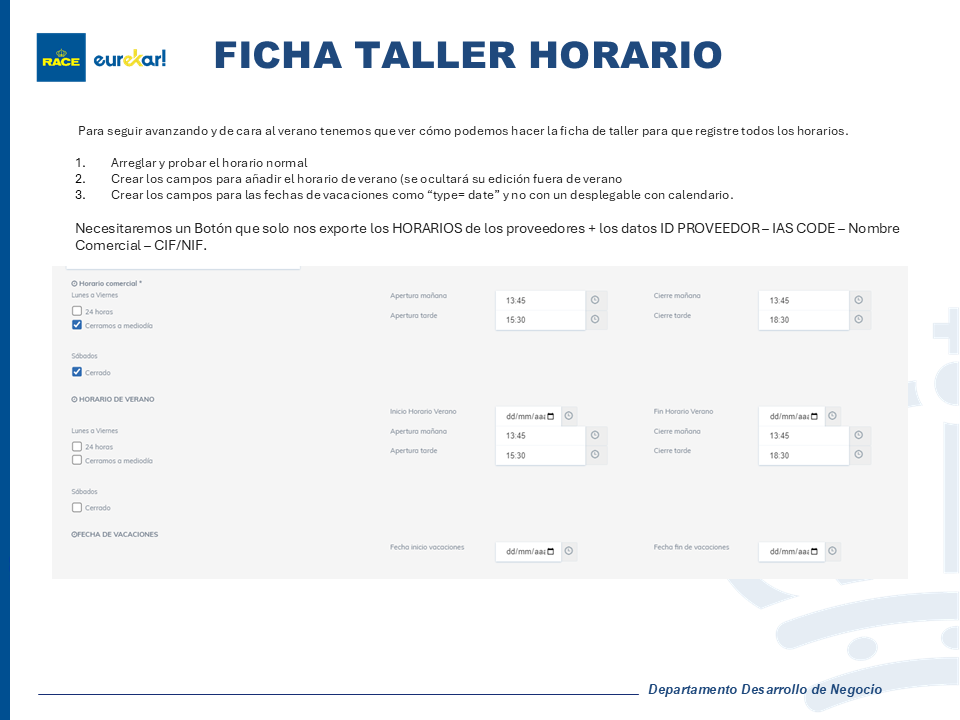 RACE eurekar! FICHA TALLER HORARIO
Para seguir avanzando y de cara al verano tenemos que ver cómo podemos hacer la ficha de taller para que registre todos los horarios.
1. Arreglar y probar el horario normal
2. Crear los campos para añadir el horario de verano (se ocultará su edición fuera de verano
3. Crear los campos para las fechas de vacaciones como “type= date” y no con un desplegable con calendario.
Necesitaremos un Botón que solo nos exporte los HORARIOS de los proveedores + los datos ID PROVEEDOR – IAS CODE – Nombre
Comercial – CIF/NIF.
Horario comercial *
Lunes a Viernes Apertura mañana 13:45 Cierre mañana 13:45
24 horas Apertura tarde 15:30 Cierre tarde 18:30
Cerramos a mediodía
Sábados
Cerrado
HORARIO DE VERANO
Inicio Horario Verano dd/mm/aaa Fin Horario Verano dd/mm/aaa
Lunes a Viernes Apertura mañana 13:45 Cierre mañana 13:45
24 horas Apertura tarde 15:30 Cierre tarde 18:30
Cerramos a mediodía
Sábados
Cerrado
FECHA DE VACACIONES
Fecha inicio vacaciones dd/mm/aaa Fecha fin de vacaciones dd/mm/aaa
Departamento Desarrollo de Negocio